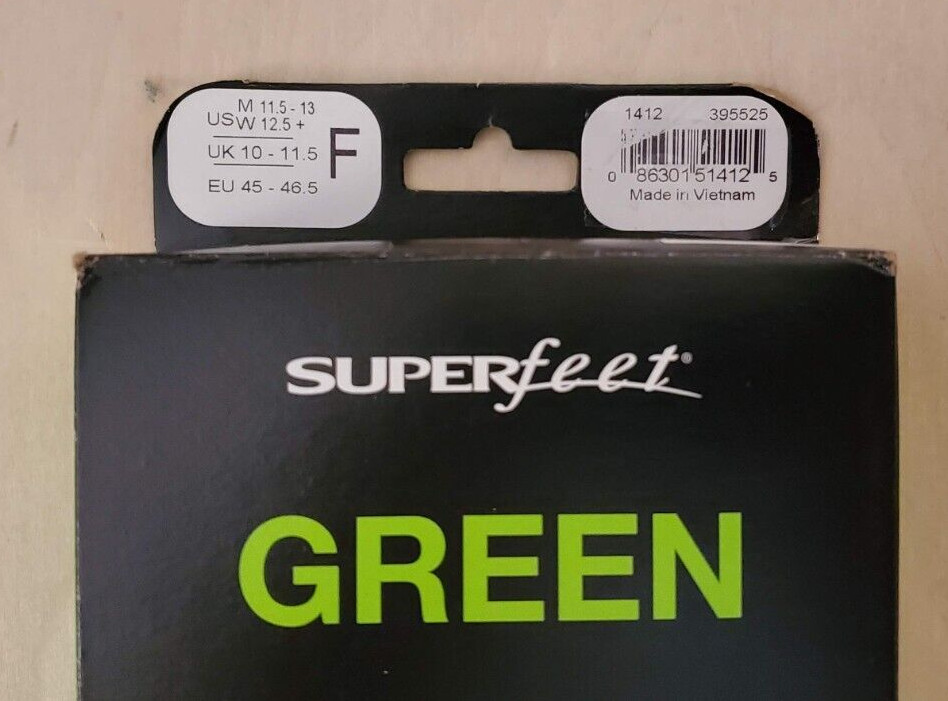 M 11.5 - 13
US W 12.5 +
UK 10 - 11.5
EU 45 - 46.5
F
1412 395525
0 86301 51412 5
Made in Vietnam
SUPERfeet®
GREEN